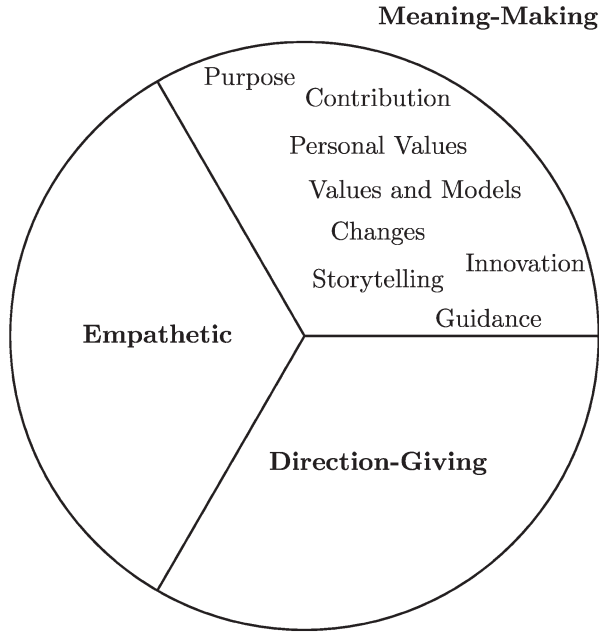 Meaning-Making
Purpose
Contribution
Personal Values
Values and Models
Changes
Innovation
Storytelling
Guidance
Empathetic
Direction-Giving